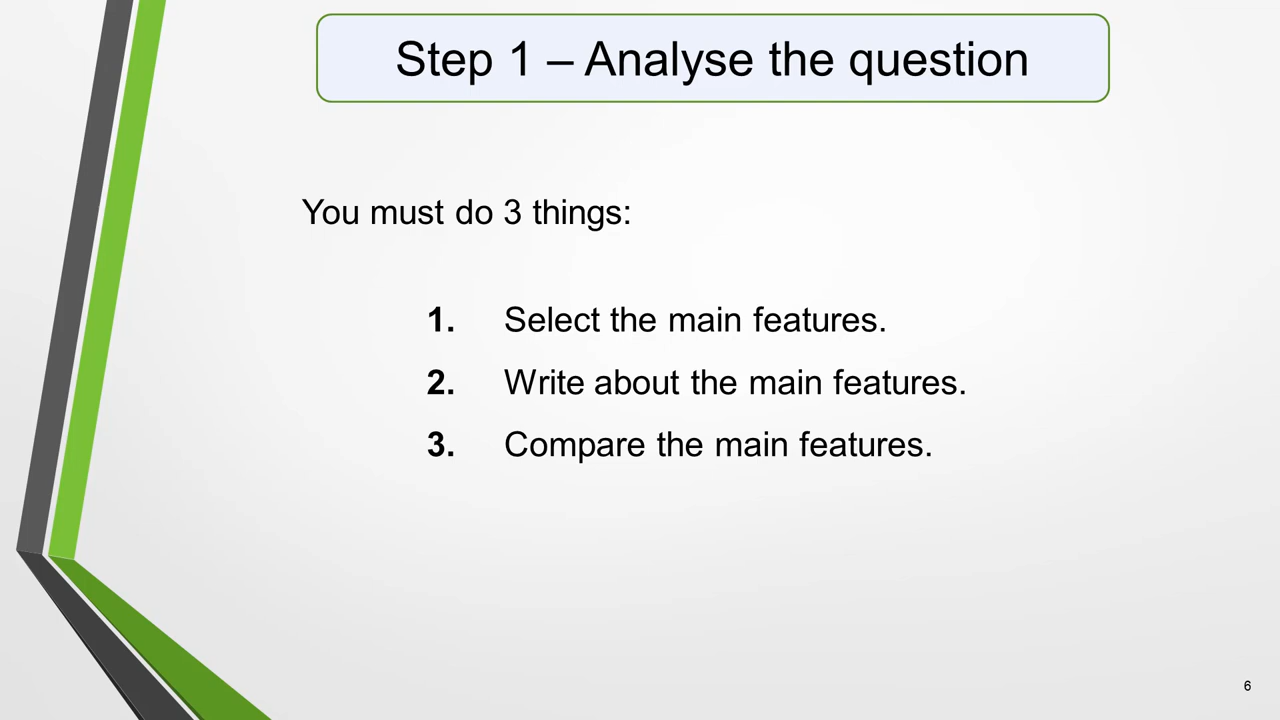 Step 1 – Analyse the question
You must do 3 things:
1. Select the main features.
2. Write about the main features.
3. Compare the main features.
6